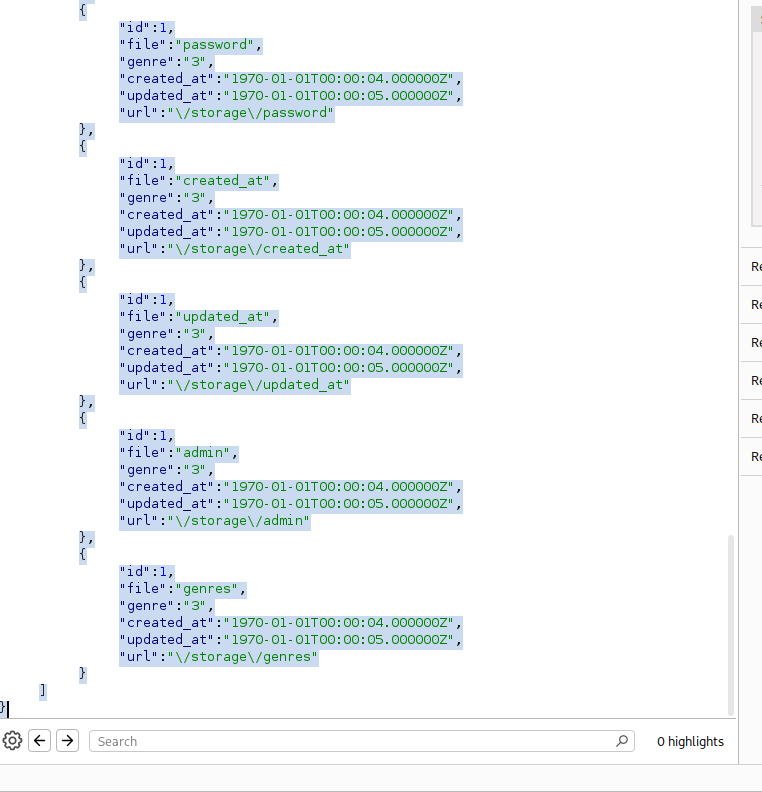 {
"id":1,
"file":"password",
"genre":"3",
"created_at":"1970-01-01T00:00:04.000000Z",
"updated_at":"1970-01-01T00:00:05.000000Z",
"url":"\/storage\/password"
},
{
"id":1,
"file":"created_at",
"genre":"3",
"created_at":"1970-01-01T00:00:04.000000Z",
"updated_at":"1970-01-01T00:00:05.000000Z",
"url":"\/storage\/created_at"
},
{
"id":1,
"file":"updated_at",
"genre":"3",
"created_at":"1970-01-01T00:00:04.000000Z",
"updated_at":"1970-01-01T00:00:05.000000Z",
"url":"\/storage\/updated_at"
},
{
"id":1,
"file":"admin",
"genre":"3",
"created_at":"1970-01-01T00:00:04.000000Z",
"updated_at":"1970-01-01T00:00:05.000000Z",
"url":"\/storage\/admin"
},
{
"id":1,
"file":"genres",
"genre":"3",
"created_at":"1970-01-01T00:00:04.000000Z",
"updated_at":"1970-01-01T00:00:05.000000Z",
"url":"\/storage\/genres"
}
]
}
Search
0 highlights
Re
Re
Re
Re
Re
Re